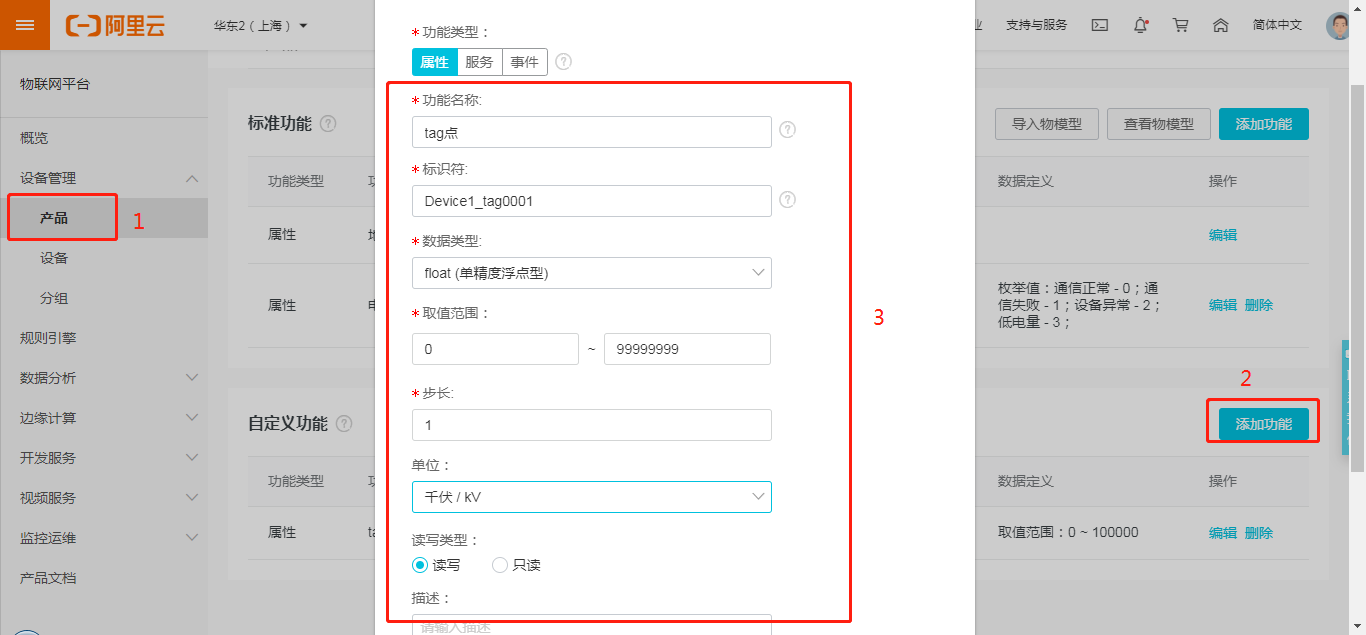 阿里云
华东2（上海）
支持与服务
简体中文
物联网平台
概览
设备管理
产品
1
设备
分组
规则引擎
数据分析
边缘计算
开发服务
视频服务
监控运维
产品文档
标准功能
导入物模型
查看物模型
添加功能
功能类型
数据定义
操作
属性
编辑
属性
枚举值：通信正常 - 0；通
信失败 - 1；设备异常 - 2；
低电量 - 3；
编辑 删除
自定义功能
2
添加功能
功能类型
数据定义
操作
属性
取值范围：0 ~ 100000
编辑 删除
* 功能类型：
属性 服务 事件
* 功能名称:
tag点
* 标识符:
Device1_tag0001
* 数据类型:
float (单精度浮点型)
* 取值范围：
0 ~ 99999999
* 步长:
1
单位：
千伏 / kV
读写类型：
读写 只读
描述：
请输入描述
3